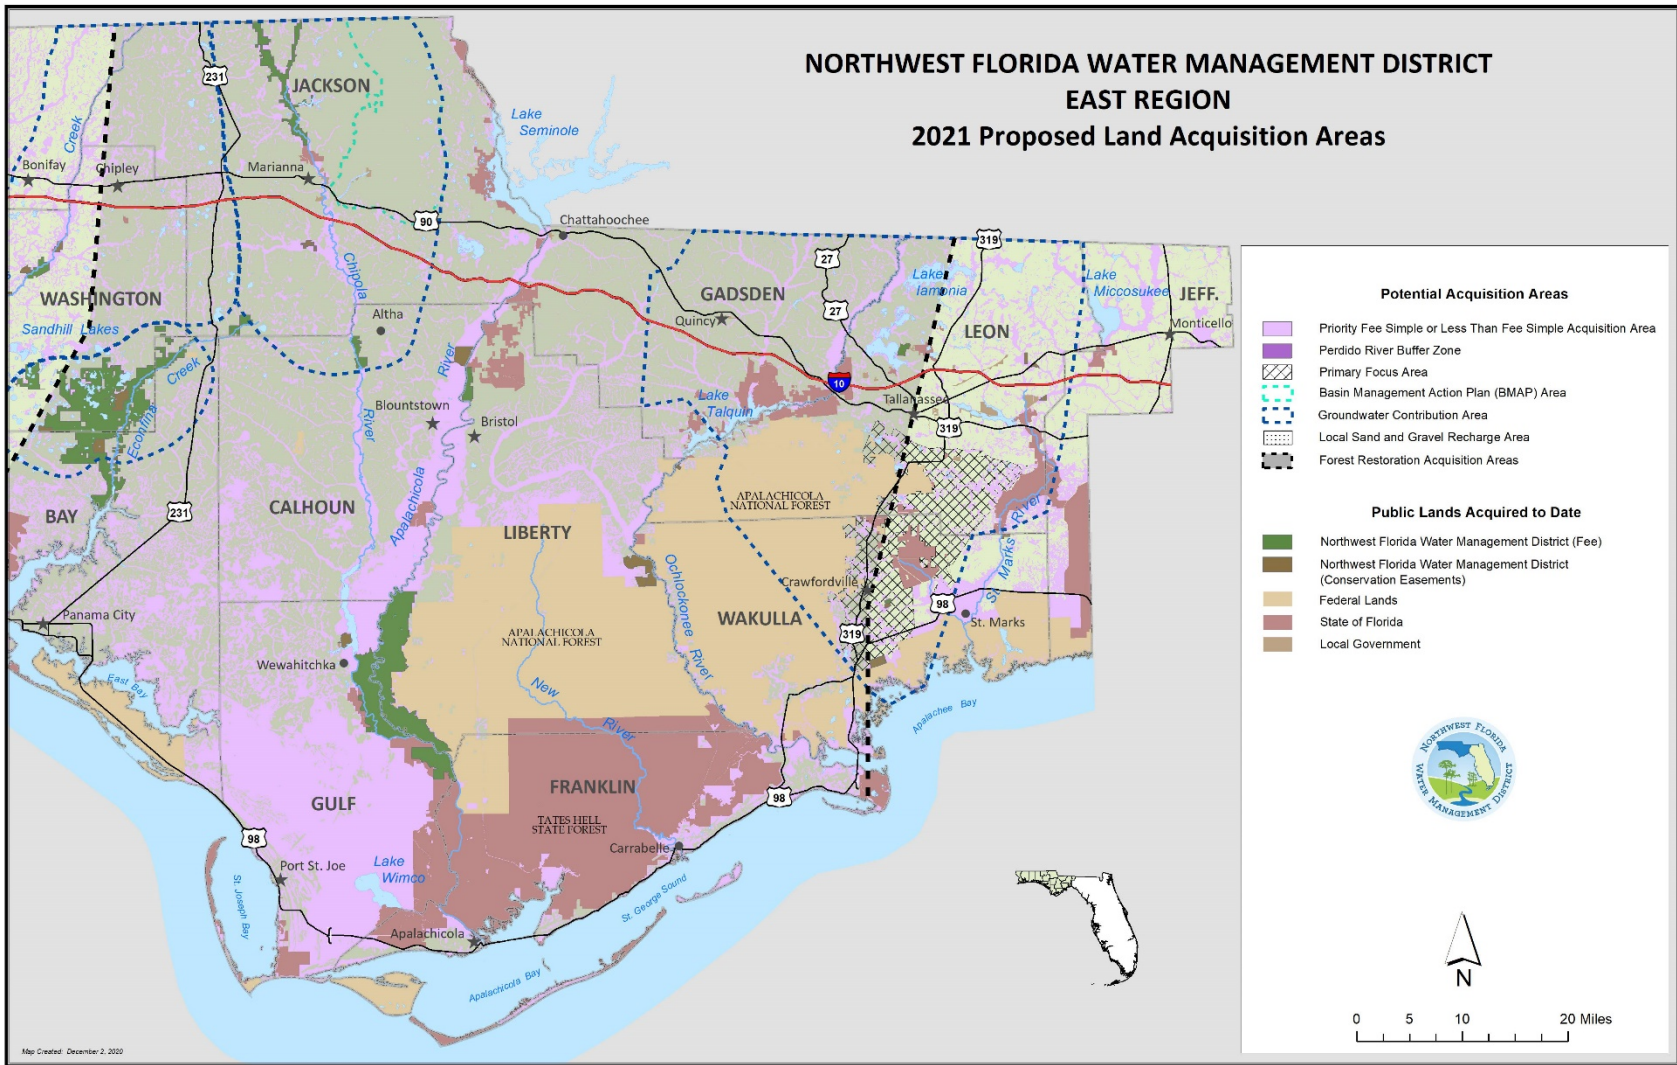 NORTHWEST FLORIDA WATER MANAGEMENT DISTRICT
EAST REGION
2021 Proposed Land Acquisition Areas
231
JACKSON
Lake
Seminole
Creek
Bonifay
Chipley
Marianna
90
Chattahoochee
319
27
Lake
Iamonia
Lake
Miccosukee
JEFF.
Chipola
WASHINGTON
GADSDEN
27
Sandhill Lakes
Altha
Quincy
LEON
Monticello
River
Creek
10
Lake
Talquin
Tallahassee
Blountstown
Bristol
319
River
Econfina
231
CALHOUN
BAY
Apalachicola
LIBERTY
APALACHICOLA
NATIONAL FOREST
River
St. Marks
Ochlockonee
River
Crawfordville
98
Panama City
WAKULLA
St. Marks
APALACHICOLA
NATIONAL FOREST
319
Wewahitchka
East Bay
New
River
Apalachee Bay
GULF
FRANKLIN
98
TATES HELL
STATE FOREST
98
Carrabelle
Port St. Joe
Lake
Wimco
St. Joseph Bay
St. George Sound
Apalachicola
Apalachicola Bay
Map Created: December 2, 2020
Potential Acquisition Areas
Priority Fee Simple or Less Than Fee Simple Acquisition Area
Perdido River Buffer Zone
Primary Focus Area
Basin Management Action Plan (BMAP) Area
Groundwater Contribution Area
Local Sand and Gravel Recharge Area
Forest Restoration Acquisition Areas
Public Lands Acquired to Date
Northwest Florida Water Management District (Fee)
Northwest Florida Water Management District
(Conservation Easements)
Federal Lands
State of Florida
Local Government
NORTHWEST FLORIDA
WATER MANAGEMENT DISTRICT
N
0 5 10 20 Miles